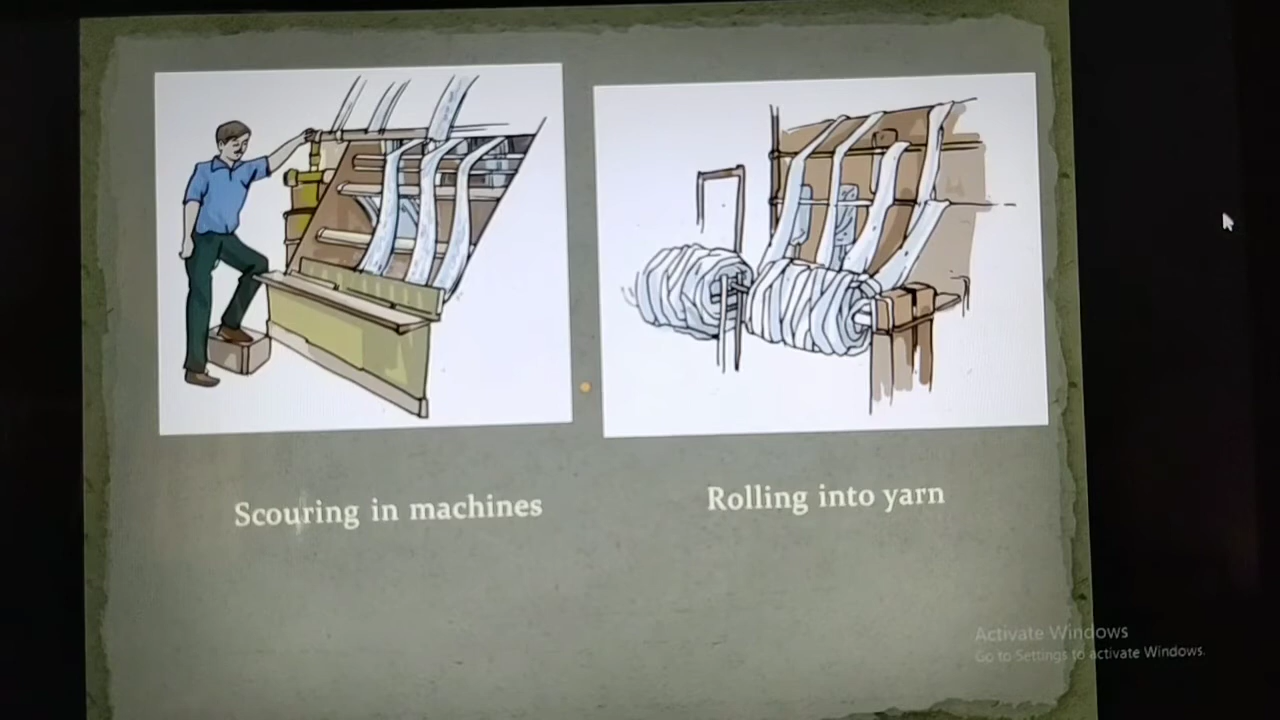 Scouring in machines
Rolling into yarn
Activate Windows
Go to Settings to activate Windows.